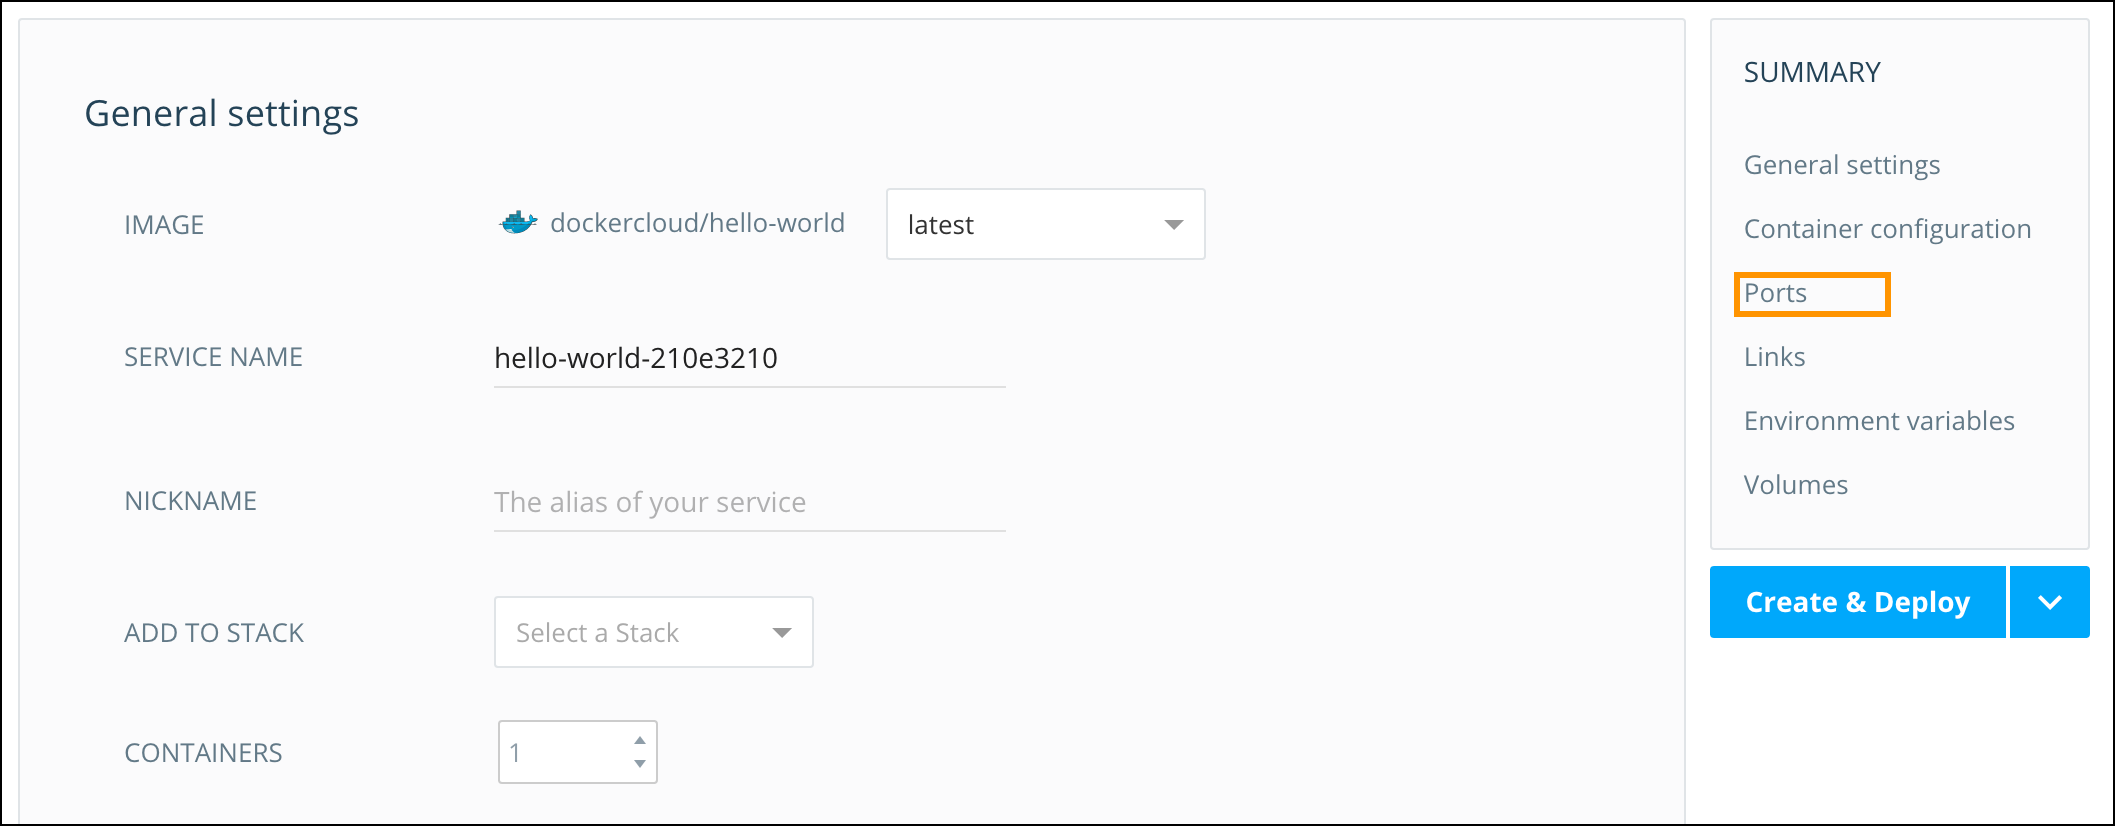 General settings
IMAGE
dockercloud/hello-world
latest
SERVICE NAME
hello-world-210e3210
NICKNAME
The alias of your service
ADD TO STACK
Select a Stack
CONTAINERS
1
SUMMARY
General settings
Container configuration
Ports
Links
Environment variables
Volumes
Create & Deploy